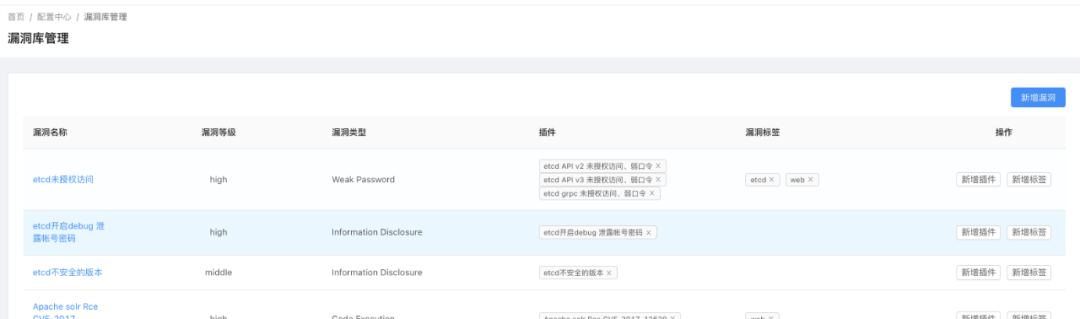 首页 / 配置中心 / 漏洞库管理
漏洞库管理
新增漏洞
漏洞名称 漏洞等级 漏洞类型 插件 漏洞标签 操作
etcd未授权访问 high Weak Password
etcd API v2 未授权访问、弱口令 ×
etcd API v3 未授权访问、弱口令 ×
etcd grpc 未授权访问、弱口令 ×
etcd × web × 新增插件 新增标签
etcd开启debug 泄
露帐号密码
high Information Disclosure etcd开启debug 泄露帐号密码 × 新增插件 新增标签
etcd不安全的版本 middle Information Disclosure etcd不安全的版本 × 新增插件 新增标签
Apache solr Rce
CVE-2017-
high Code Execution Apache solr Rce CVE-2017-12629 × web × 新增插件 新增标签